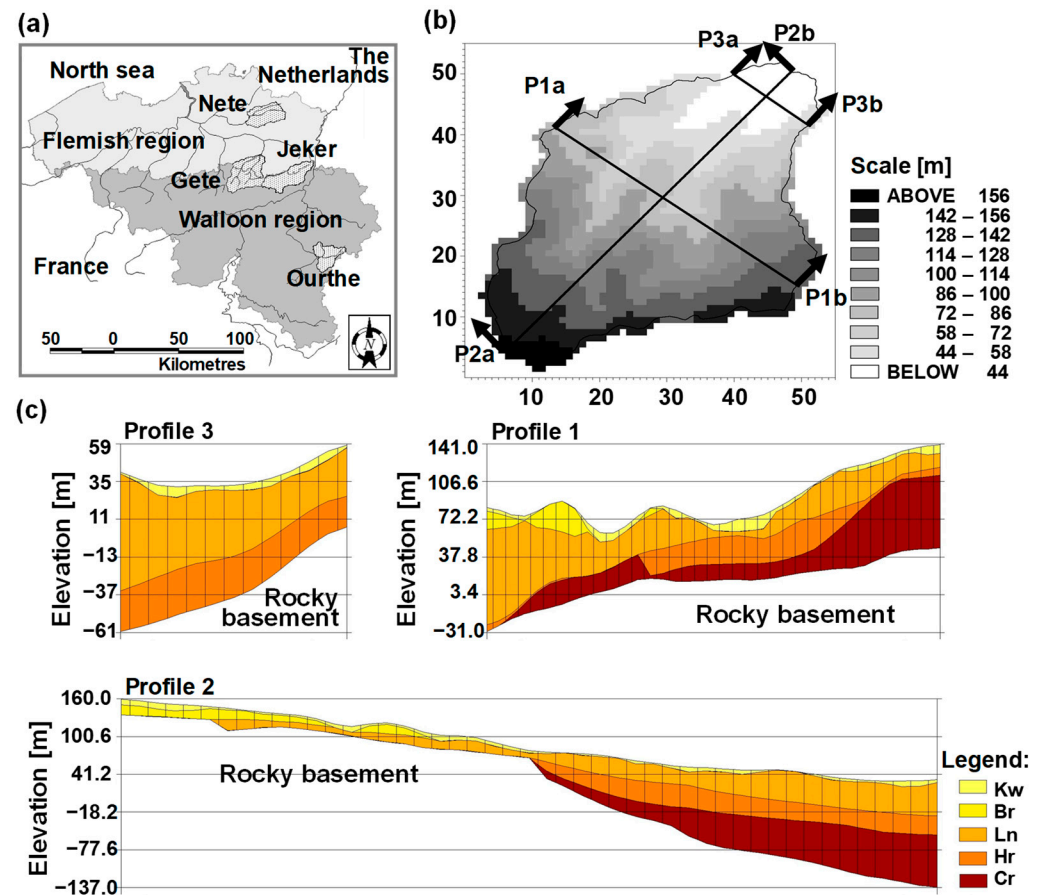 (a)
North sea
The
Netherlands
Nete
Flemish region
Jeker
Gete
Walloon region
France
Ourthe
50 0 50 100
Kilometres
N
(b)
P3a P2b
P1a
P3b
P1b
P2a
50
40
30
20
10
10 20 30 40 50
Scale [m]
ABOVE 156
142 – 156
128 – 142
114 – 128
100 – 114
86 – 100
72 – 86
58 – 72
44 – 58
BELOW 44
(c)
Profile 3
Elevation [m]
59
35
11
−13
−37
−61
Rocky
basement
Profile 1
Elevation [m]
141.0
106.6
72.2
37.8
3.4
−31.0
Rocky basement
Profile 2
Elevation [m]
160.0
100.6
41.2
−18.2
−77.6
−137.0
Rocky basement
Legend:
Kw
Br
Ln
Hr
Cr